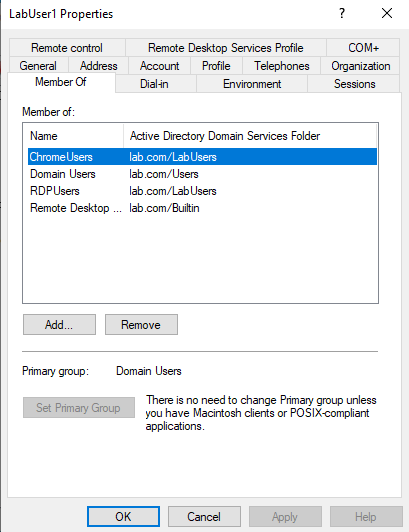 LabUser1 Properties
?
Remote control Remote Desktop Services Profile COM+
General Address Account Profile Telephones Organization
Member Of Dial-in Environment Sessions
Member of:
Name Active Directory Domain Services Folder
ChromeUsers lab.com/LabUsers
Domain Users lab.com/Users
RDPUsers lab.com/LabUsers
Remote Desktop ... lab.com/Builtin
Add... Remove
Primary group: Domain Users
Set Primary Group
There is no need to change Primary group unless
you have Macintosh clients or POSIX-compliant
applications.
OK Cancel Apply Help